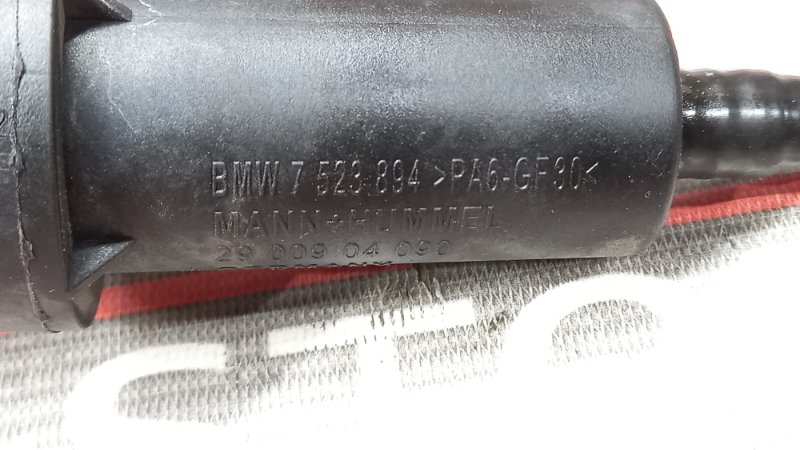 BMW 7 523 894 >PA6-GF30<
MANN+HUMMEL
29 009 04 090